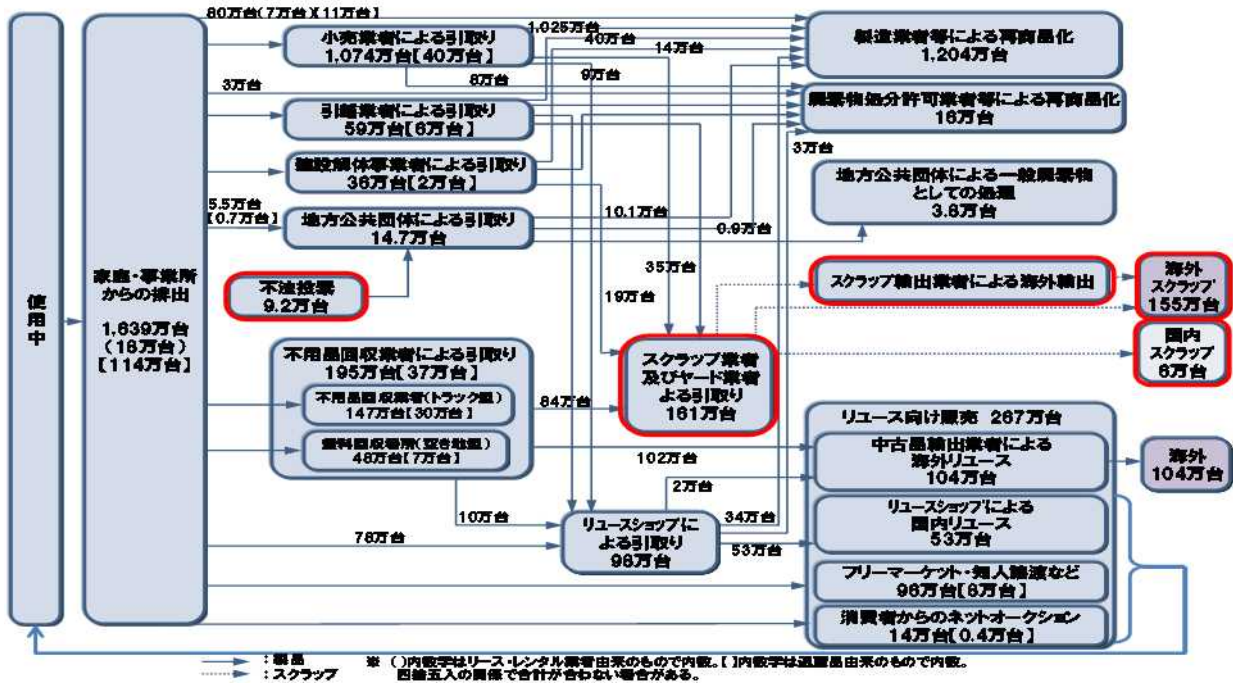 80万台(7万台)【11万台】
小売業者による引取り
1,074万台【40万台】
1,025万台
40万台
14万台
製造業者等による再商品化
1,204万台
8万台
9万台
3万台
引越業者による引取り
59万台【6万台】
廃棄物処分許可業者等による再商品化
16万台
建設解体事業者による引取り
36万台【2万台】
3万台
地方公共団体による一般廃棄物
としての処理
3.6万台
5.5万台
【0.7万台】
地方公共団体による引取り
14.7万台
10.1万台
0.9万台
使用中
家庭・事業所
からの排出
1,639万台
(18万台)
【114万台】
不法投棄
9.2万台
35万台
19万台
スクラップ輸出業者による海外輸出
海外
スクラップ
155万台
国内
スクラップ
6万台
スクラップ業者
及びヤード業者
よる引取り
161万台
不用品回収業者による引取り
195万台【37万台】
不用品回収業者(トラック型)
147万台【30万台】
無料回収場所(空き地型)
48万台【7万台】
84万台
102万台
リユース向け販売 267万台
中古品輸出業者による
海外リユース
104万台
海外
104万台
2万台
10万台
リユースショップに
よる引取り
98万台
34万台
53万台
リユースショップによる
国内リユース
53万台
78万台
フリーマーケット・知人譲渡など
96万台【8万台】
消費者からのネットオークション
14万台【0.4万台】
:製品
:スクラップ
※ ( )内数字はリース・レンタル業者由来のもので内数。【 】内数字は退蔵品由来のもので内数。
四捨五入の関係で合計が合わない場合がある。